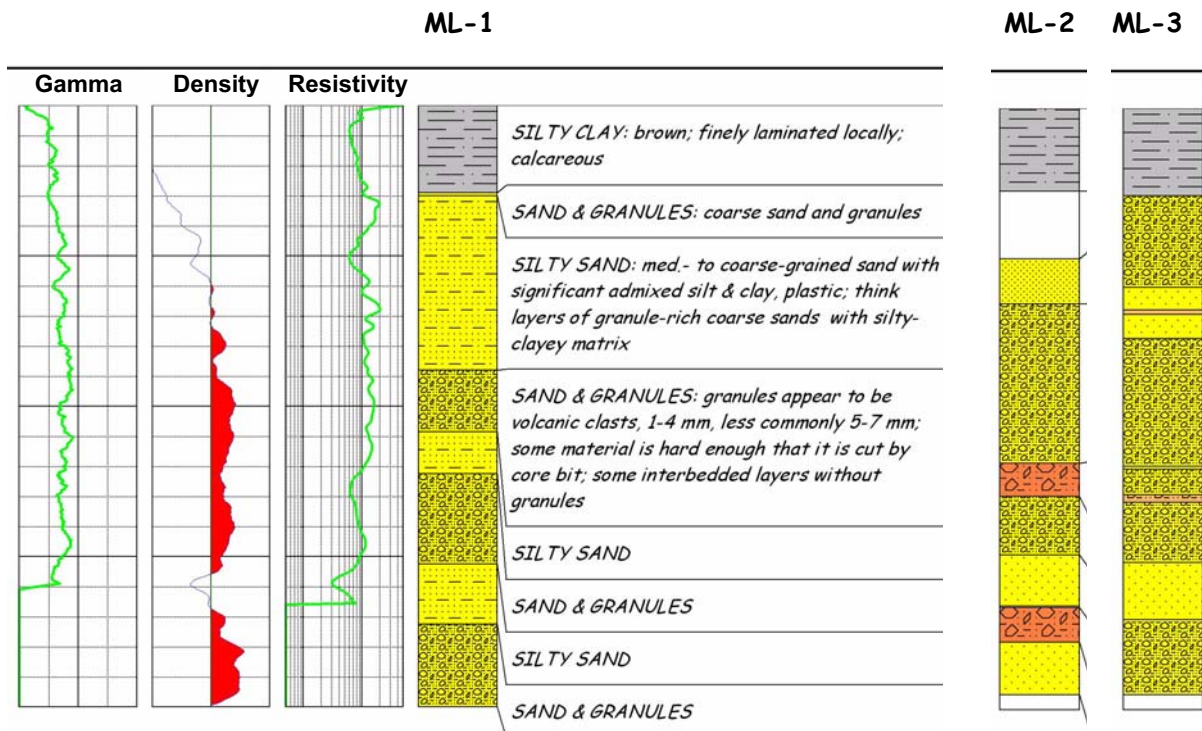 ML-1
ML-2
ML-3
Gamma
Density
Resistivity
SILTY CLAY: brown; finely laminated locally;
calcareous
SAND & GRANULES: coarse sand and granules
SILTY SAND: med.- to coarse-grained sand with
significant admixed silt & clay, plastic; think
layers of granule-rich coarse sands with silty-
clayey matrix
SAND & GRANULES: granules appear to be
volcanic clasts, 1-4 mm, less commonly 5-7 mm;
some material is hard enough that it is cut by
core bit; some interbedded layers without
granules
SILTY SAND
SAND & GRANULES
SILTY SAND
SAND & GRANULES